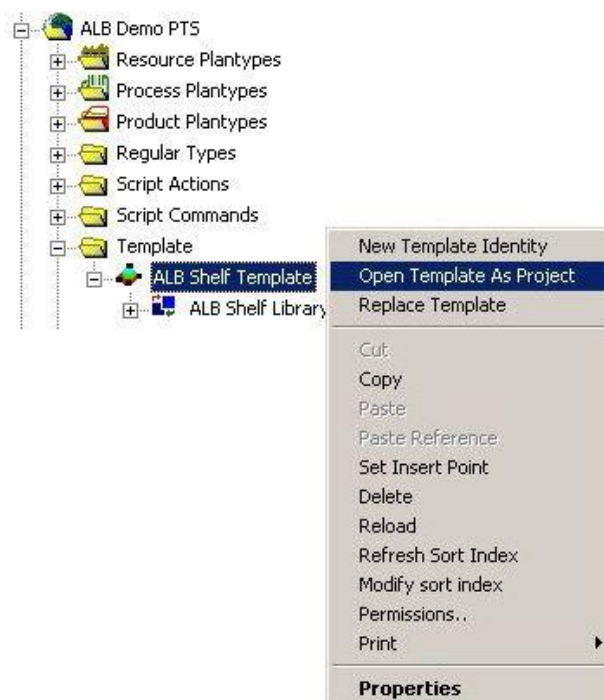 ALB Demo PTS
Resource Plantypes
Process Plantypes
Product Plantypes
Regular Types
Script Actions
Script Commands
Template
ALB Shelf Template
ALB Shelf Library
New Template Identity
Open Template As Project
Replace Template
Cut
Copy
Paste
Paste Reference
Set Insert Point
Delete
Reload
Refresh Sort Index
Modify sort index
Permissions..
Print
Properties